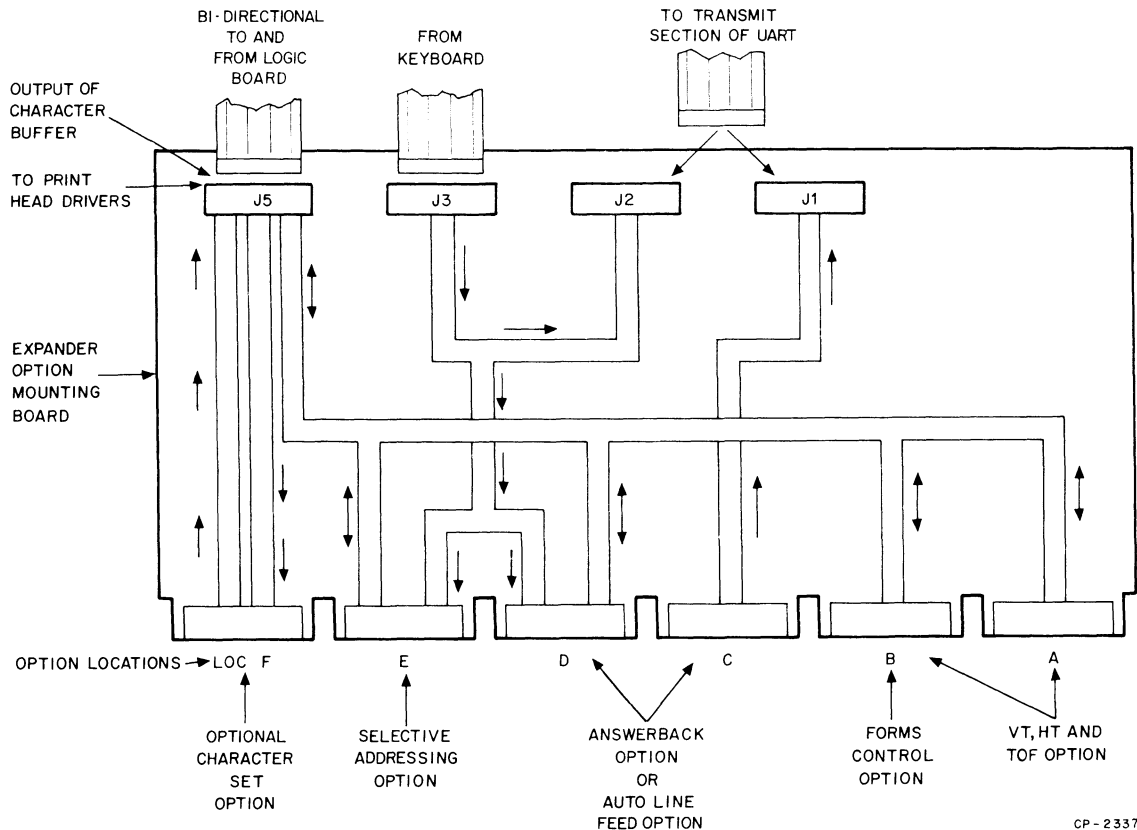 BI-DIRECTIONAL
TO AND
FROM LOGIC
BOARD
FROM
KEYBOARD
TO TRANSMIT
SECTION OF UART
OUTPUT OF
CHARACTER
BUFFER
TO PRINT
HEAD DRIVERS
J5
J3
J2
J1
EXPANDER
OPTION
MOUNTING
BOARD
OPTION LOCATIONS
LOC F
E
D
C
B
A
OPTIONAL
CHARACTER
SET
OPTION
SELECTIVE
ADDRESSING
OPTION
ANSWERBACK
OPTION
OR
AUTO LINE
FEED OPTION
FORMS
CONTROL
OPTION
VT, HT AND
TOF OPTION
CP-2337